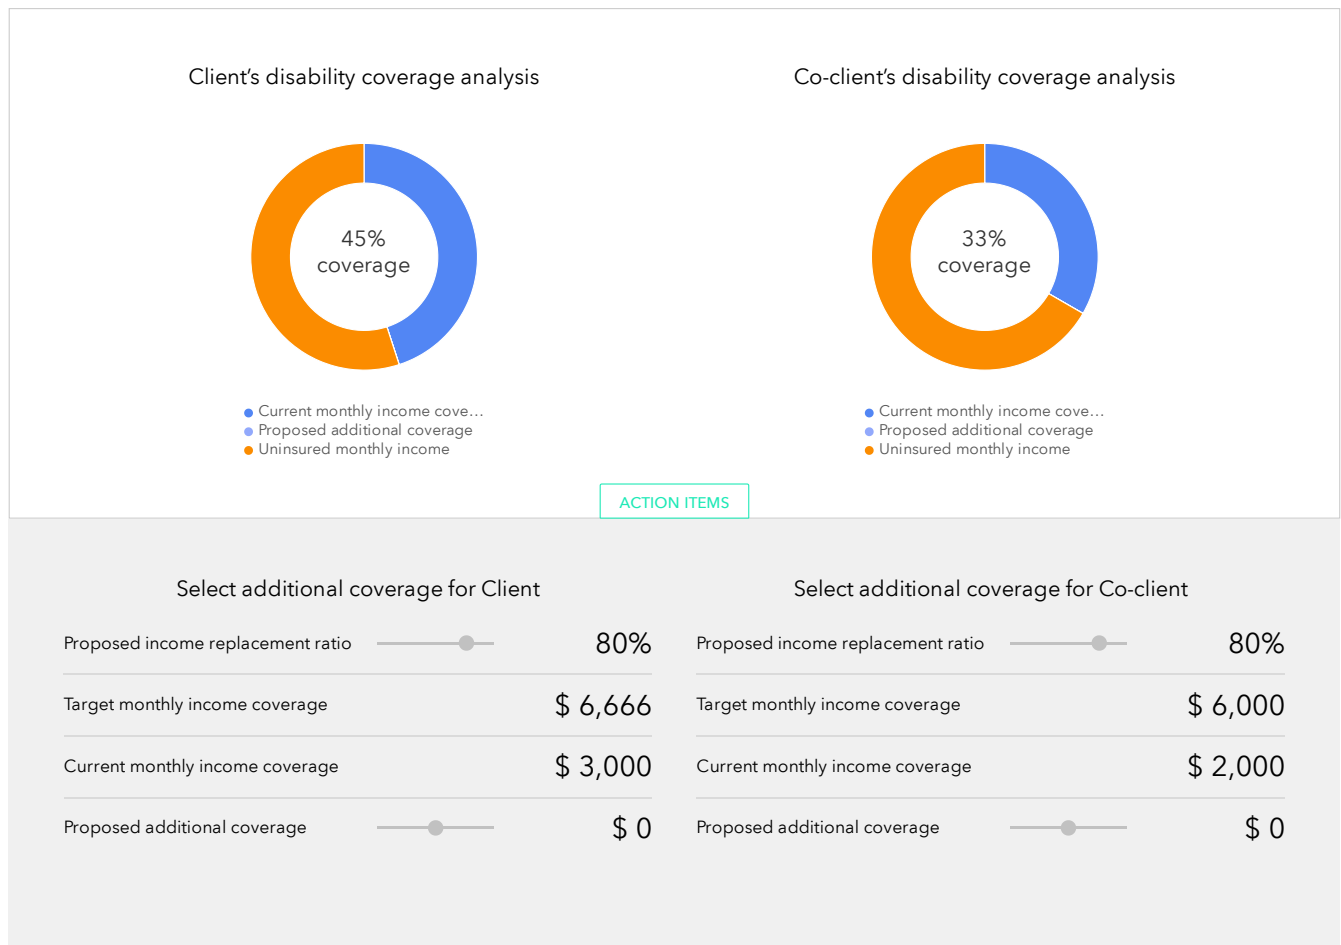 Client’s disability coverage analysis
45%
coverage
Current monthly income cove…
Proposed additional coverage
Uninsured monthly income
Co-client’s disability coverage analysis
33%
coverage
Current monthly income cove…
Proposed additional coverage
Uninsured monthly income
ACTION ITEMS
Select additional coverage for Client
Proposed income replacement ratio 80%
Target monthly income coverage $ 6,666
Current monthly income coverage $ 3,000
Proposed additional coverage $ 0
Select additional coverage for Co-client
Proposed income replacement ratio 80%
Target monthly income coverage $ 6,000
Current monthly income coverage $ 2,000
Proposed additional coverage $ 0